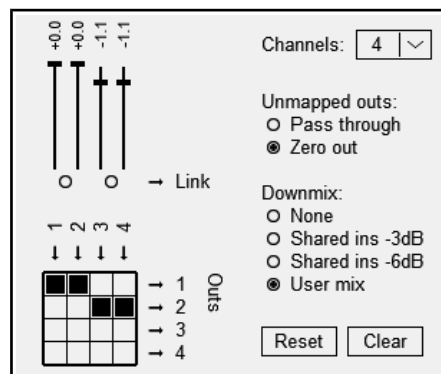 +0.0 +0.0 -1.1 -1.1
Channels: 4
Unmapped outs:
Pass through
Zero out
→ Link
Downmix:
None
Shared ins -3dB
Shared ins -6dB
User mix
1 2 3 4
↓ ↓ ↓ ↓
→ 1
→ 2
→ 3
→ 4
Outs
Reset Clear